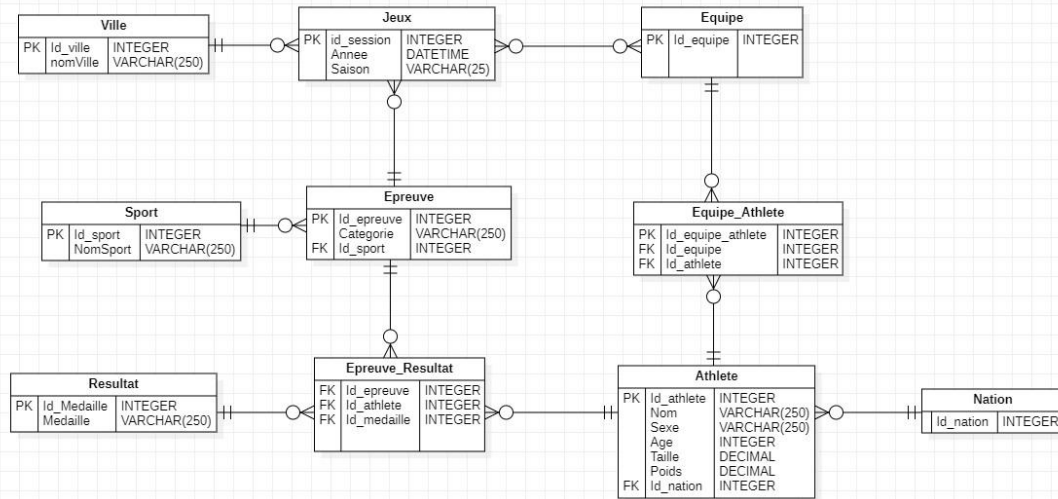 Ville
PK Id_ville INTEGER
nomVille VARCHAR(250)
Jeux
PK id_session INTEGER
Annee DATETIME
Saison VARCHAR(25)
Equipe
PK Id_equipe INTEGER
Sport
PK Id_sport INTEGER
NomSport VARCHAR(250)
Epreuve
PK Id_epreuve INTEGER
Categorie VARCHAR(250)
FK Id_sport INTEGER
Equipe_Athlete
PK Id_equipe_athlete INTEGER
FK Id_equipe INTEGER
FK Id_athlete INTEGER
Resultat
PK Id_Medaille INTEGER
Medaille VARCHAR(250)
Epreuve_Resultat
FK Id_epreuve INTEGER
FK Id_athlete INTEGER
FK Id_medaille INTEGER
Athlete
PK Id_athlete INTEGER
Nom VARCHAR(250)
Sexe VARCHAR(250)
Age INTEGER
Taille DECIMAL
Poids DECIMAL
FK Id_nation INTEGER
Nation
Id_nation INTEGER